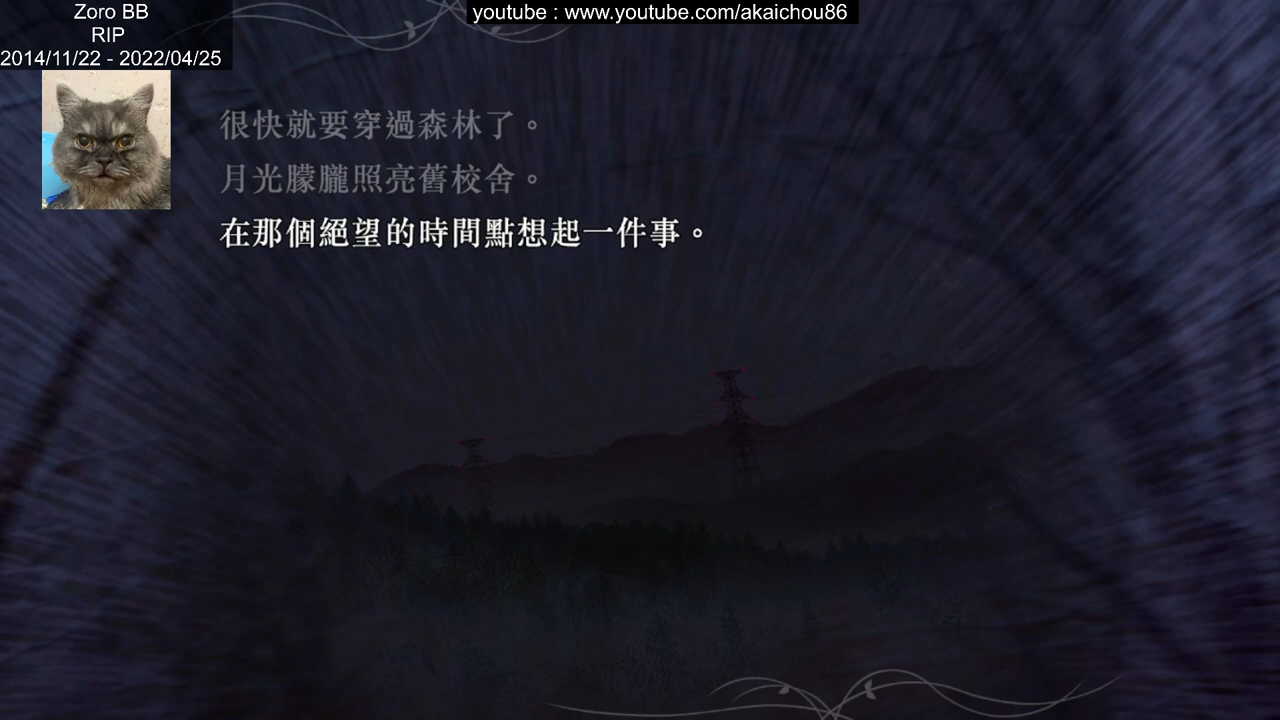 Zoro BB
RIP
2014/11/22 - 2022/04/25
youtube : www.youtube.com/akaichou86
很快就要穿過森林了。
月光朦朧照亮舊校舍。
在那個絕望的時間點想起一件事。